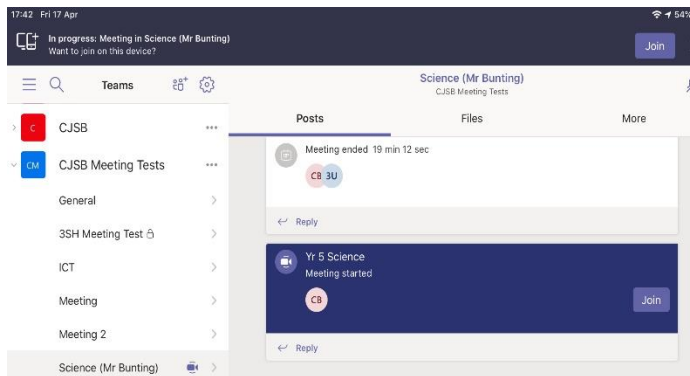 17:42 Fri 17 Apr
54%
In progress: Meeting in Science (Mr Bunting)
Want to join on this device?
Join
Teams
Science (Mr Bunting)
CJSB Meeting Tests
Posts
Files
More
C
CJSB
CM
CJSB Meeting Tests
General
3SH Meeting Test
ICT
Meeting
Meeting 2
Science (Mr Bunting)
Meeting ended 19 min 12 sec
CB 3U
Reply
Yr 5 Science
Meeting started
CB
Join
Reply